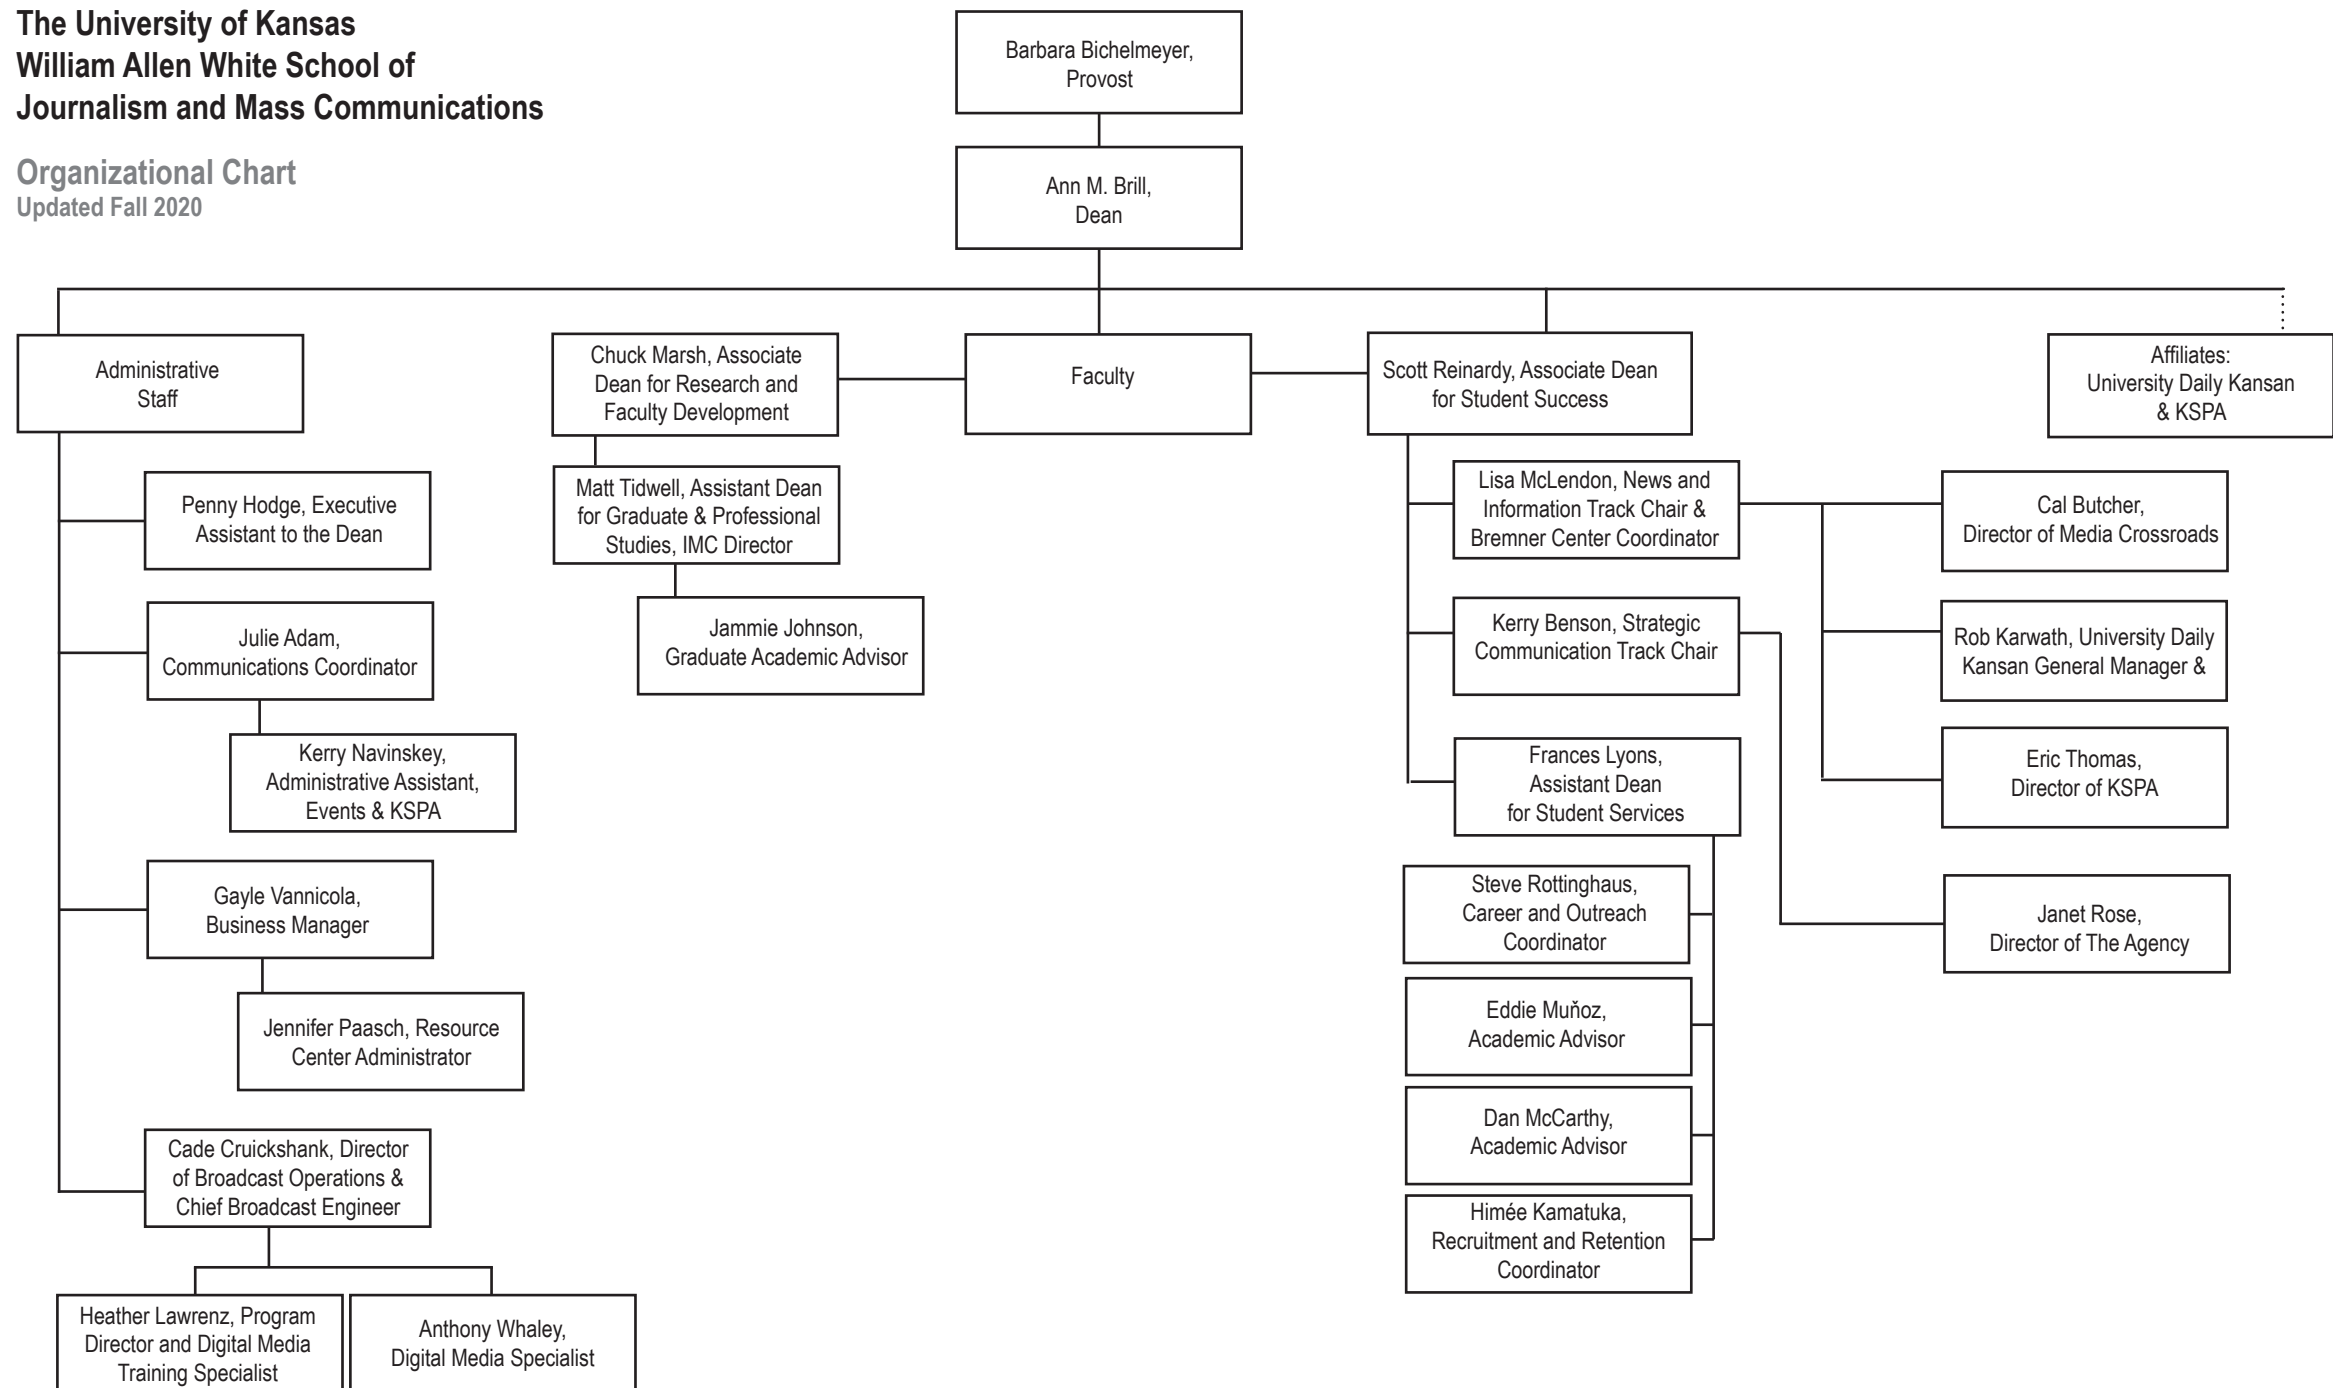 The University of Kansas
William Allen White School of
Journalism and Mass Communications
Organizational Chart
Updated Fall 2020
Barbara Bichelmeyer,
Provost
Ann M. Brill,
Dean
Administrative
Staff
Chuck Marsh, Associate
Dean for Research and
Faculty Development
Faculty
Scott Reinardy, Associate Dean
for Student Success
Affiliates:
University Daily Kansan
& KSPA
Penny Hodge, Executive
Assistant to the Dean
Julie Adam,
Communications Coordinator
Kerry Navinskey,
Administrative Assistant,
Events & KSPA
Gayle Vannicola,
Business Manager
Jennifer Paasch, Resource
Center Administrator
Cade Cruickshank, Director
of Broadcast Operations &
Chief Broadcast Engineer
Heather Lawrenz, Program
Director and Digital Media
Training Specialist
Anthony Whaley,
Digital Media Specialist
Matt Tidwell, Assistant Dean
for Graduate & Professional
Studies, IMC Director
Jammie Johnson,
Graduate Academic Advisor
Lisa McLendon, News and
Information Track Chair &
Bremner Center Coordinator
Kerry Benson, Strategic
Communication Track Chair
Frances Lyons,
Assistant Dean
for Student Services
Steve Rottinghaus,
Career and Outreach
Coordinator
Eddie Muňoz,
Academic Advisor
Dan McCarthy,
Academic Advisor
Himée Kamatuka,
Recruitment and Retention
Coordinator
Cal Butcher,
Director of Media Crossroads
Rob Karwath, University Daily
Kansan General Manager &
Eric Thomas,
Director of KSPA
Janet Rose,
Director of The Agency